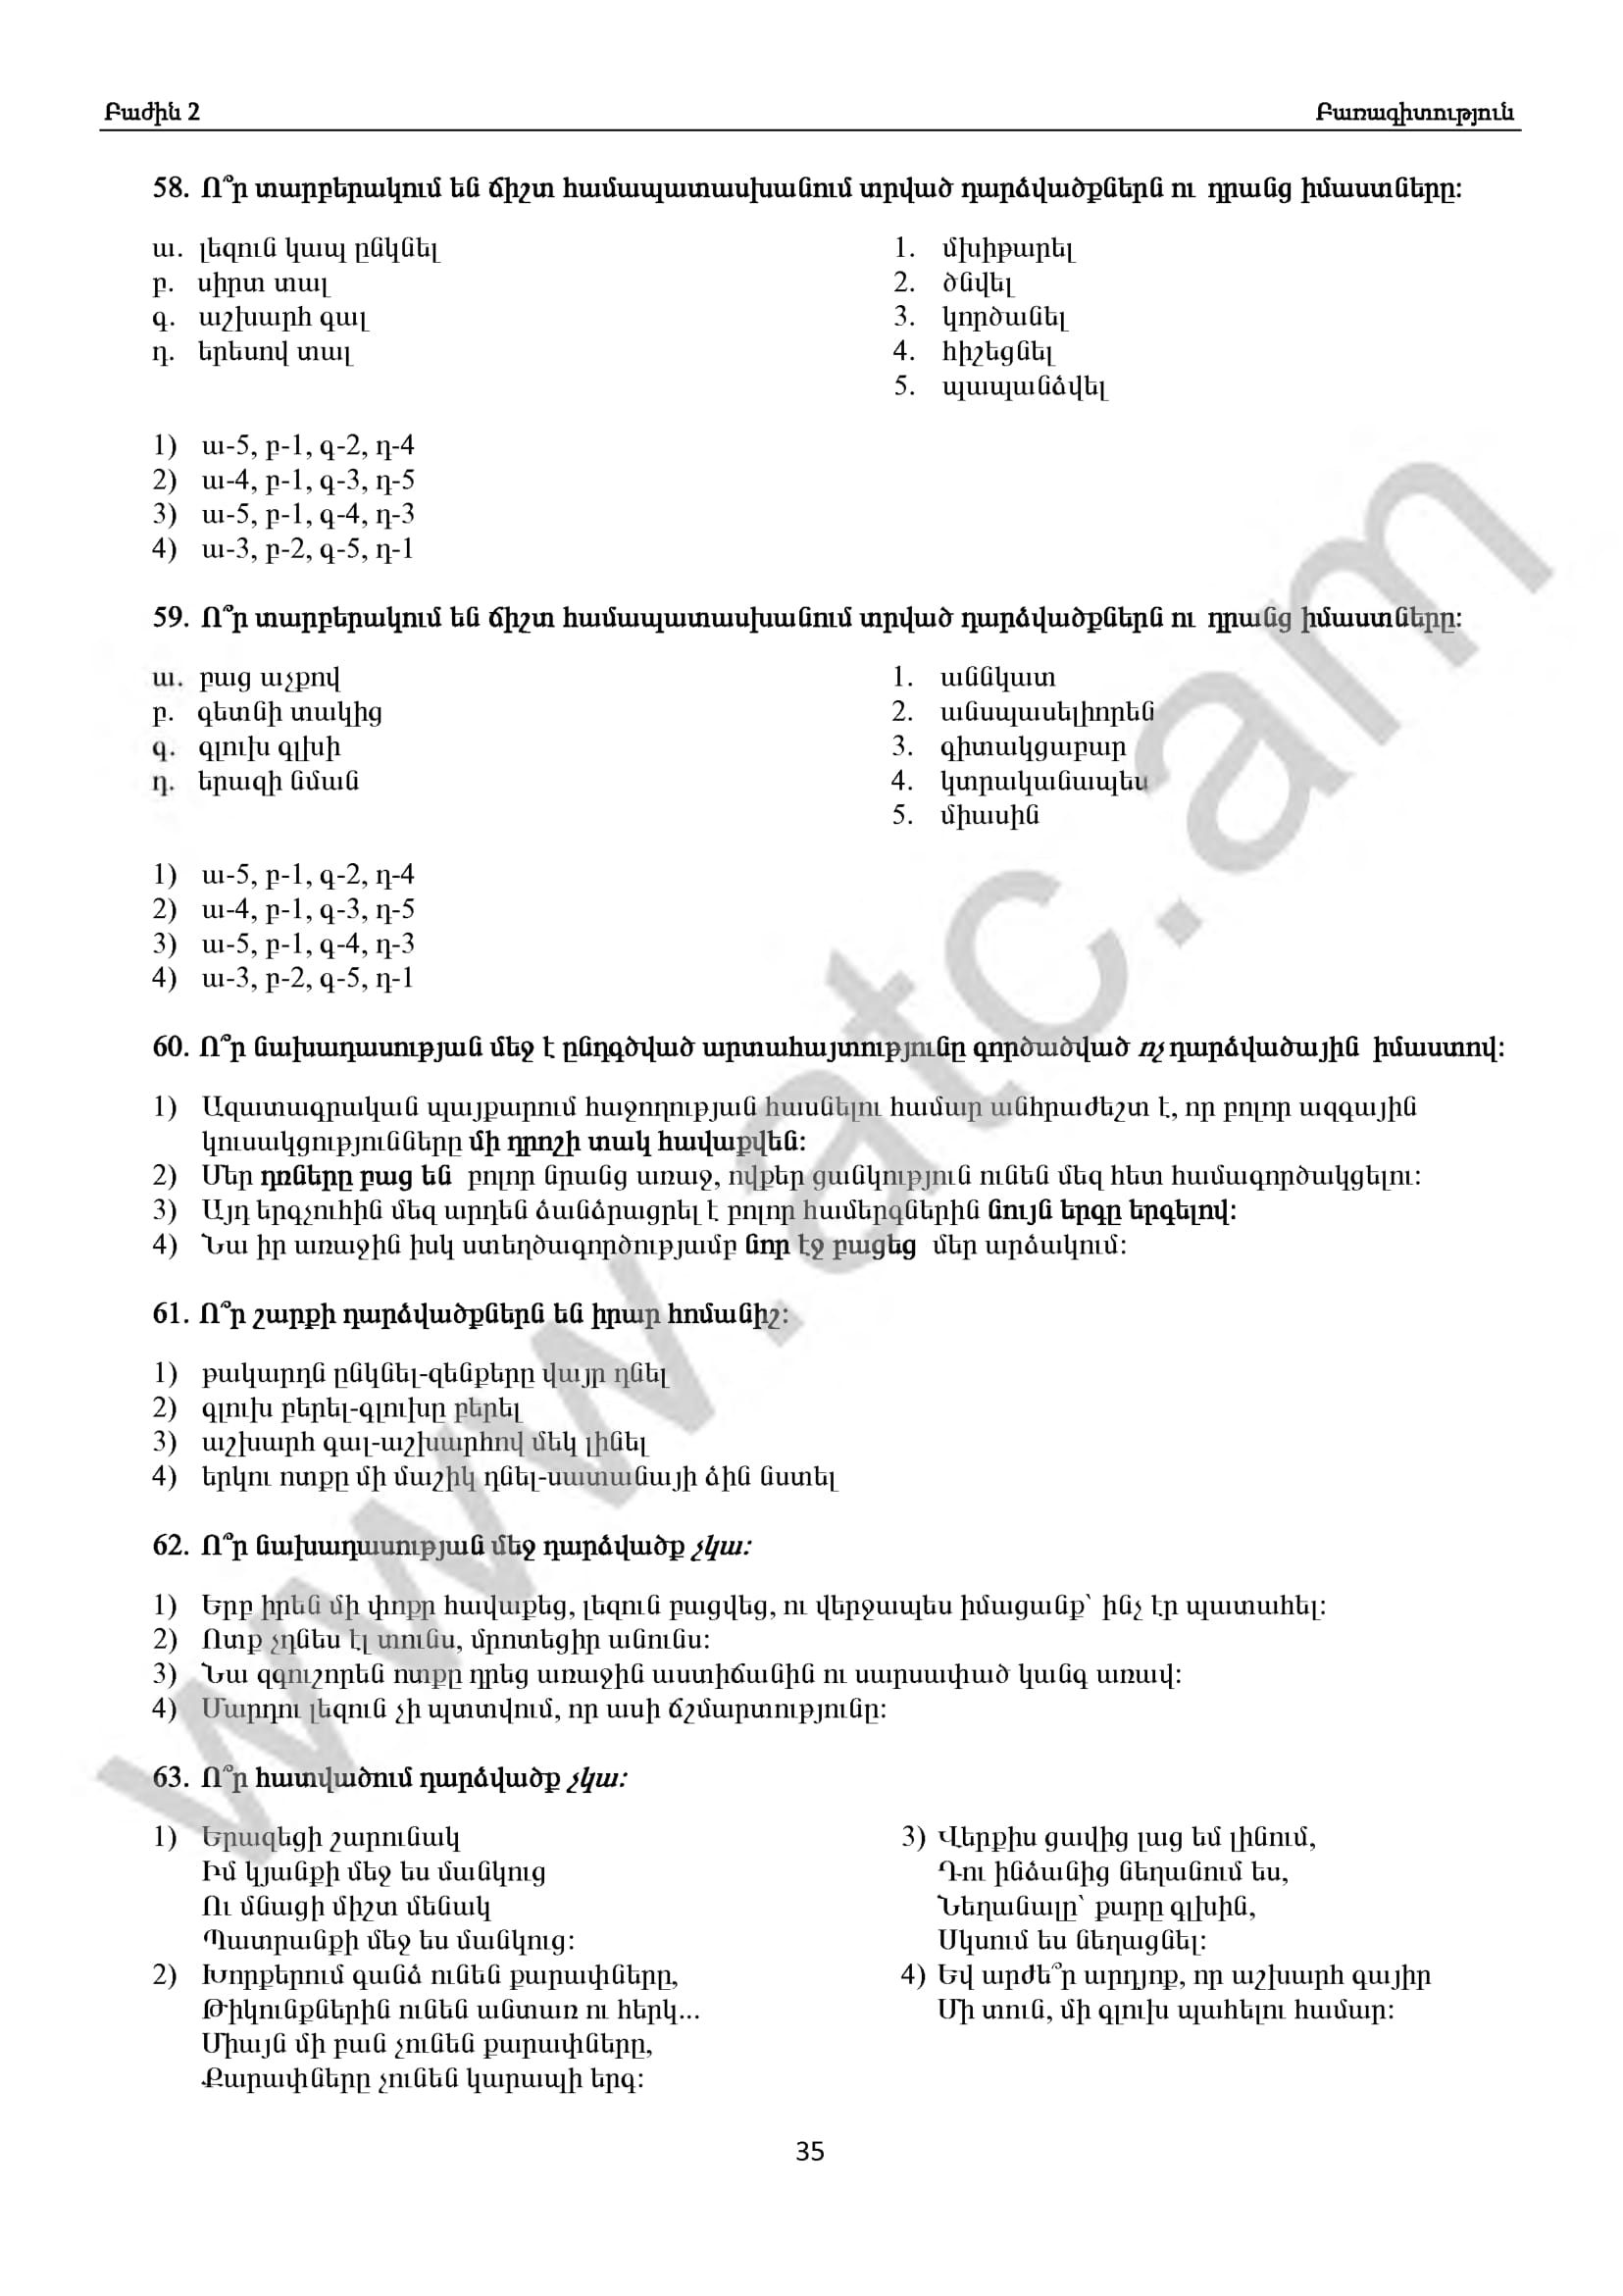 Բաժին 2 Բառագիտություն
58. Ո՞ր տարբերակում են ճիշտ համապատասխանում տրված դարձվածքներն ու դրանց իմաստները:
ա. լեզուն կապ ընկնել
բ. սիրտ տալ
գ. աշխարհ գալ
դ. երեսով տալ
1. մխիթարել
2. ծնվել
3. կործանել
4. հիշեցնել
5. պապանձվել
1) ա-5, բ-1, գ-2, դ-4
2) ա-4, բ-1, գ-3, դ-5
3) ա-5, բ-1, գ-4, դ-3
4) ա-3, բ-2, գ-5, դ-1
59. Ո՞ր տարբերակում են ճիշտ համապատասխանում տրված դարձվածքներն ու դրանց իմաստները:
ա. բաց աչքով
բ. գետնի տակից
գ. գլուխ գլխի
դ. երազի նման
1. աննկատ
2. անսպասելիորեն
3. գիտակցաբար
4. կտրականապես
5. միասին
1) ա-5, բ-1, գ-2, դ-4
2) ա-4, բ-1, գ-3, դ-5
3) ա-5, բ-1, գ-4, դ-3
4) ա-3, բ-2, գ-5, դ-1
60. Ո՞ր նախադասության մեջ է ընդգծված արտահայտությունը գործածված ոչ դարձվածային իմաստով:
1) Ազատագրական պայքարում հաջողության հասնելու համար անհրաժեշտ է, որ բոլոր ազգային
կուսակցությունները մի դրոշի տակ հավաքվեն:
2) Մեր դռները բաց են բոլոր նրանց առաջ, ովքեր ցանկություն ունեն մեզ հետ համագործակցելու:
3) Այդ երգչուհին մեզ արդեն ձանձրացրել է բոլոր համերգներին նույն երգը երգելով:
4) Նա իր առաջին իսկ ստեղծագործությամբ նոր էջ բացեց մեր արձակում:
61. Ո՞ր շարքի դարձվածքներն են իրար հոմանիշ:
1) թակարդն ընկնել-զենքերը վայր դնել
2) գլուխ բերել-գլուխը բերել
3) աշխարհ գալ-աշխարհով մեկ լինել
4) երկու ոտքը մի մաշիկ դնել-սատանայի ձին նստել
62. Ո՞ր նախադասության մեջ դարձվածք չկա:
1) Երբ իրեն մի փոքր հավաքեց, լեզուն բացվեց, ու վերջապես իմացանք՝ ինչ էր պատահել:
2) Ոտք չդնես էլ տունս, մրոտեցիր անունս:
3) Նա զգուշորեն ոտքը դրեց առաջին աստիճանին ու սարսափած կանգ առավ:
4) Մարդու լեզուն չի պտտվում, որ ասի ճշմարտությունը:
63. Ո՞ր հատվածում դարձվածք չկա:
1) Երազեցի շարունակ
Իմ կյանքի մեջ ես մանկուց
Ու մնացի միշտ մենակ
Պատրանքի մեջ ես մանկուց:
2) Խորքերում գանձ ունեն քարափները,
Թիկունքներին ունեն անտառ ու հերկ...
Միայն մի բան չունեն քարափները,
Քարափները չունեն կարապի երգ:
3) Վերքիս ցավից լաց եմ լինում,
Դու ինձանից նեղանում ես,
Նեղանալը՝ քարը գլխին,
Սկսում ես նեղացնել:
4) Եվ արժե՞ր արդյոք, որ աշխարհ գայիր
Մի տուն, մի գլուխ պահելու համար:
35
www.atc.am